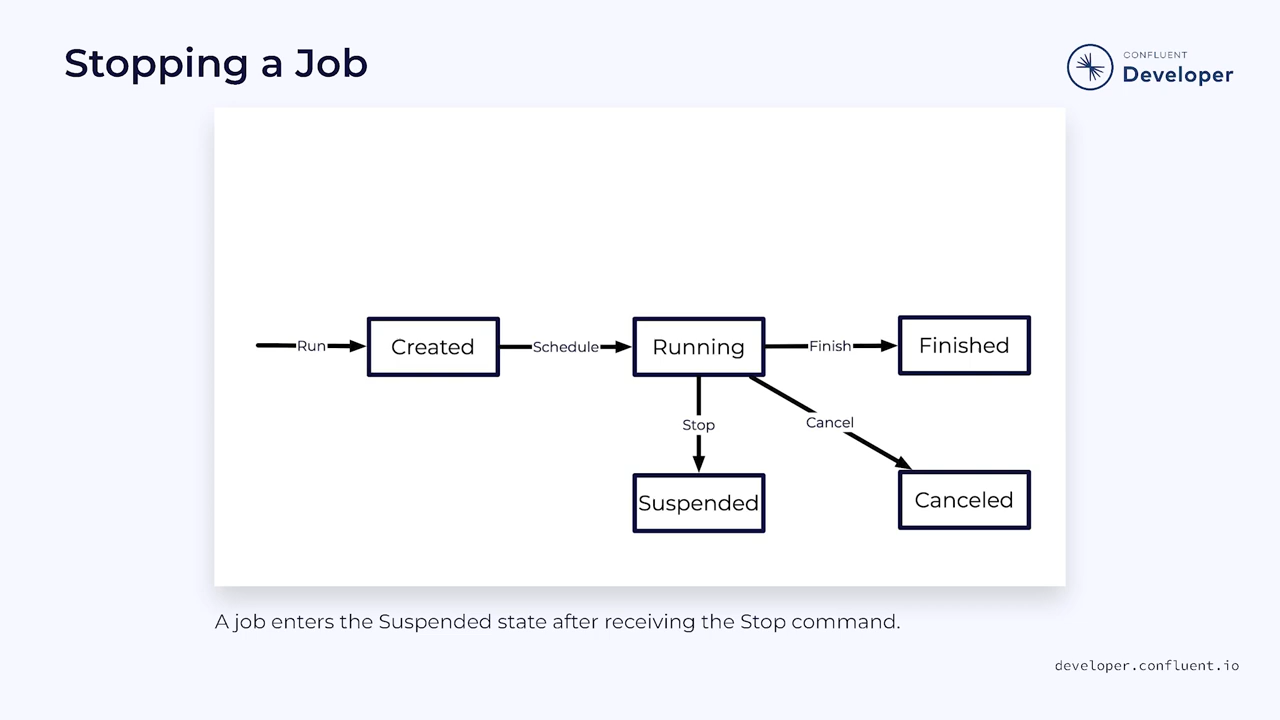 Stopping a Job
CONFLUENT
Developer
Run
Created
Schedule
Running
Finish
Finished
Stop
Cancel
Suspended
Canceled
A job enters the Suspended state after receiving the Stop command.
developer.confluent.io